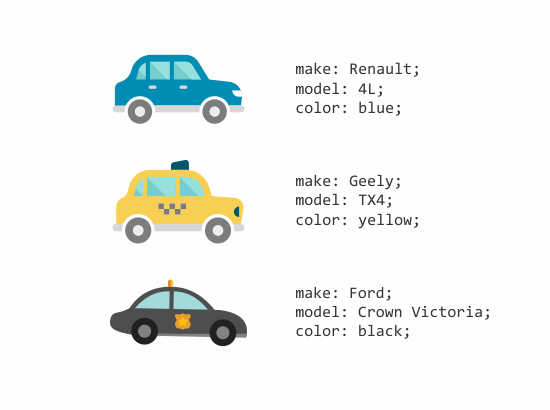 make: Renault;
model: 4L;
color: blue;
make: Geely;
model: TX4;
color: yellow;
make: Ford;
model: Crown Victoria;
color: black;